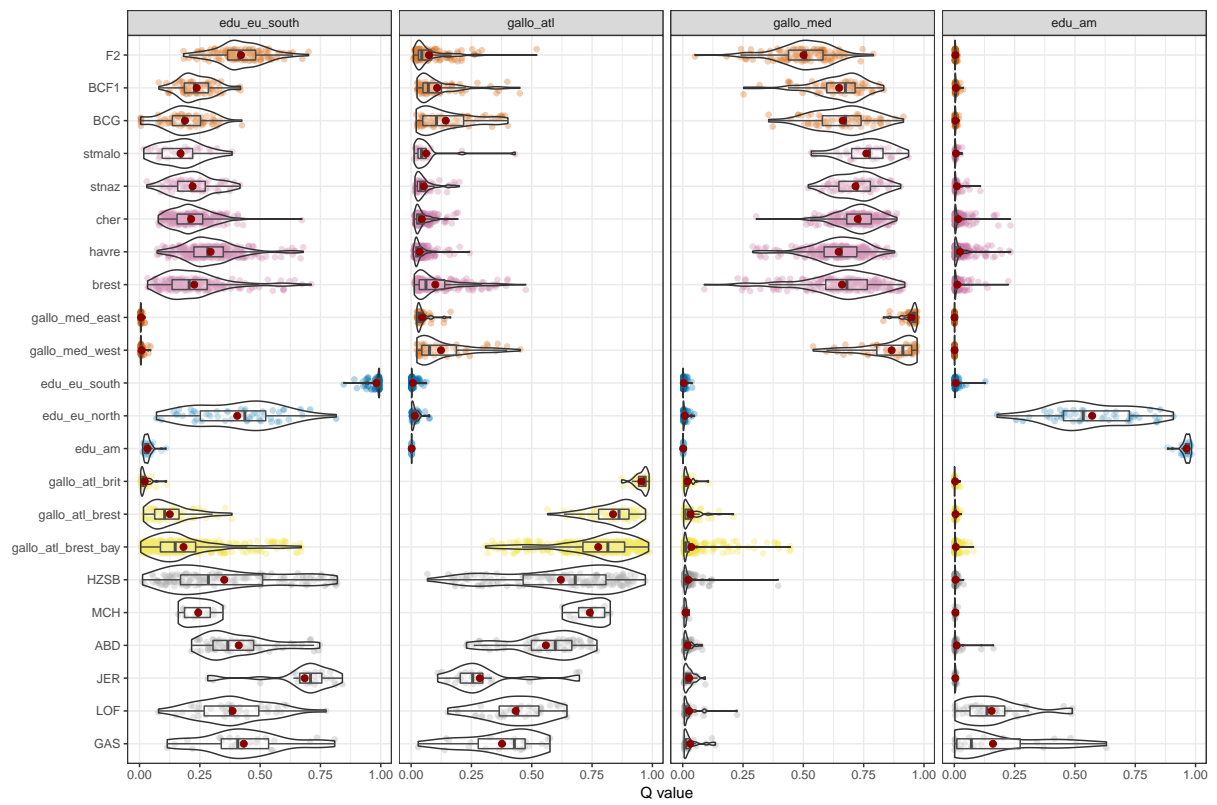 edu_eu_south gallo_atl gallo_med edu_am
F2
BCF1
BCG
stmalo
stnaz
cher
havre
brest
gallo_med_east
gallo_med_west
edu_eu_south
edu_eu_north
edu_am
gallo_atl_brit
gallo_atl_brest
gallo_atl_brest_bay
HZSB
MCH
ABD
JER
LOF
GAS
0.00 0.25 0.50 0.75 1.00 0.00 0.25 0.50 0.75 1.00 0.00 0.25 0.50 0.75 1.00 0.00 0.25 0.50 0.75 1.00
Q value